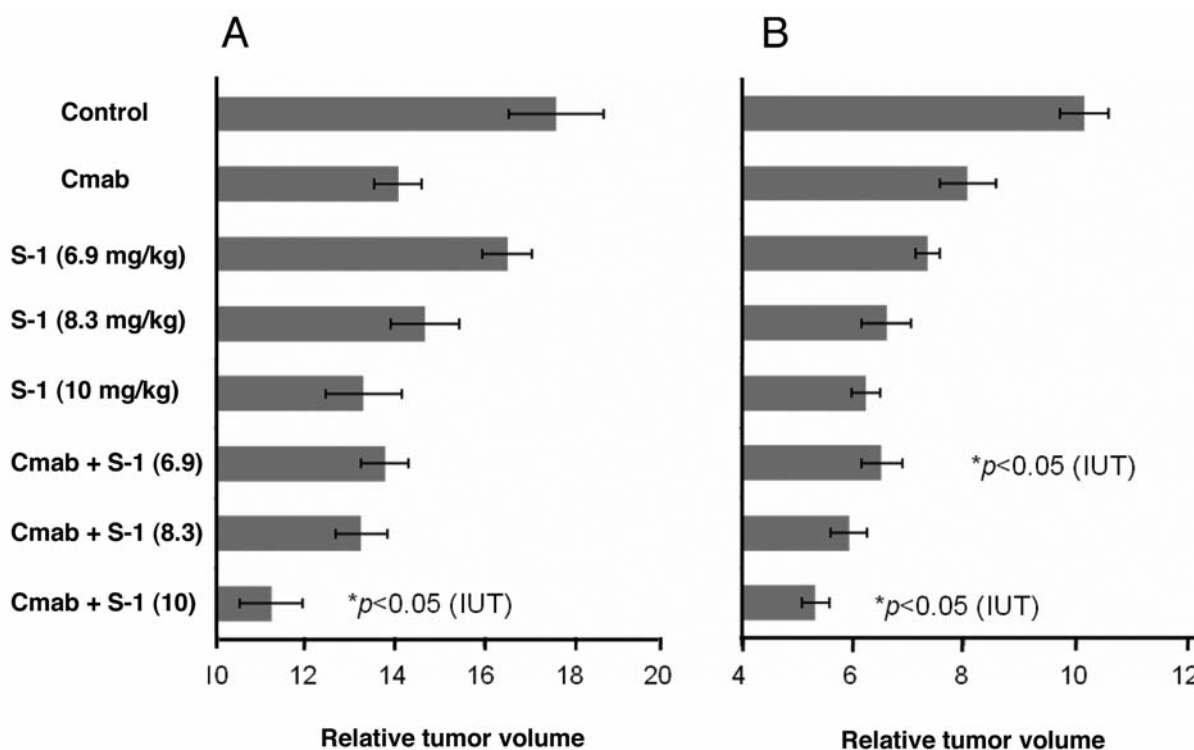 A
B
Control
Cmab
S-1 (6.9 mg/kg)
S-1 (8.3 mg/kg)
S-1 (10 mg/kg)
Cmab + S-1 (6.9)
*p<0.05 (IUT)
Cmab + S-1 (8.3)
Cmab + S-1 (10)
*p<0.05 (IUT)
*p<0.05 (IUT)
10 12 14 16 18 20
4 6 8 10 12
Relative tumor volume
Relative tumor volume